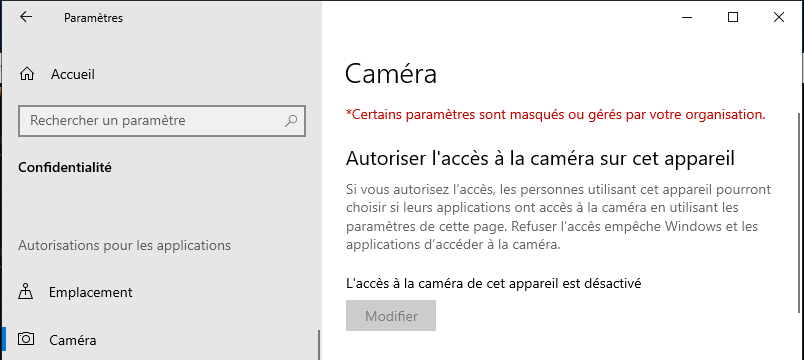 Paramètres
Accueil
Rechercher un paramètre
Confidentialité
Autorisations pour les applications
Emplacement
Caméra
Caméra
*Certains paramètres sont masqués ou gérés par votre organisation.
Autoriser l'accès à la caméra sur cet appareil
Si vous autorisez l’accès, les personnes utilisant cet appareil pourront
choisir si leurs applications ont accès à la caméra en utilisant les
paramètres de cette page. Refuser l’accès empêche Windows et les
applications d’accéder à la caméra.
L'accès à la caméra de cet appareil est désactivé
Modifier